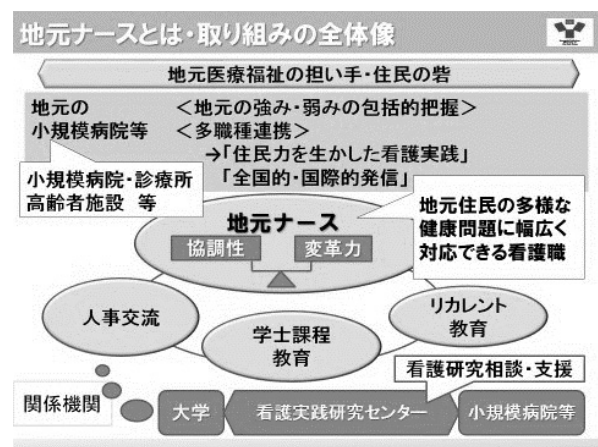 地元ナースとは・取り組みの全体像
地元医療福祉の担い手・住民の砦
地元の
小規模病院等
＜地元の強み・弱みの包括的把握＞
＜多職種連携＞
→「住民力を生かした看護実践」
「全国的・国際的発信」
小規模病院・診療所
高齢者施設 等
地元ナース
協調性
変革力
地元住民の多様な
健康問題に幅広く
対応できる看護職
人事交流
学士課程
教育
リカレント
教育
看護研究相談・支援
関係機関
大学
看護実践研究センター
小規模病院等